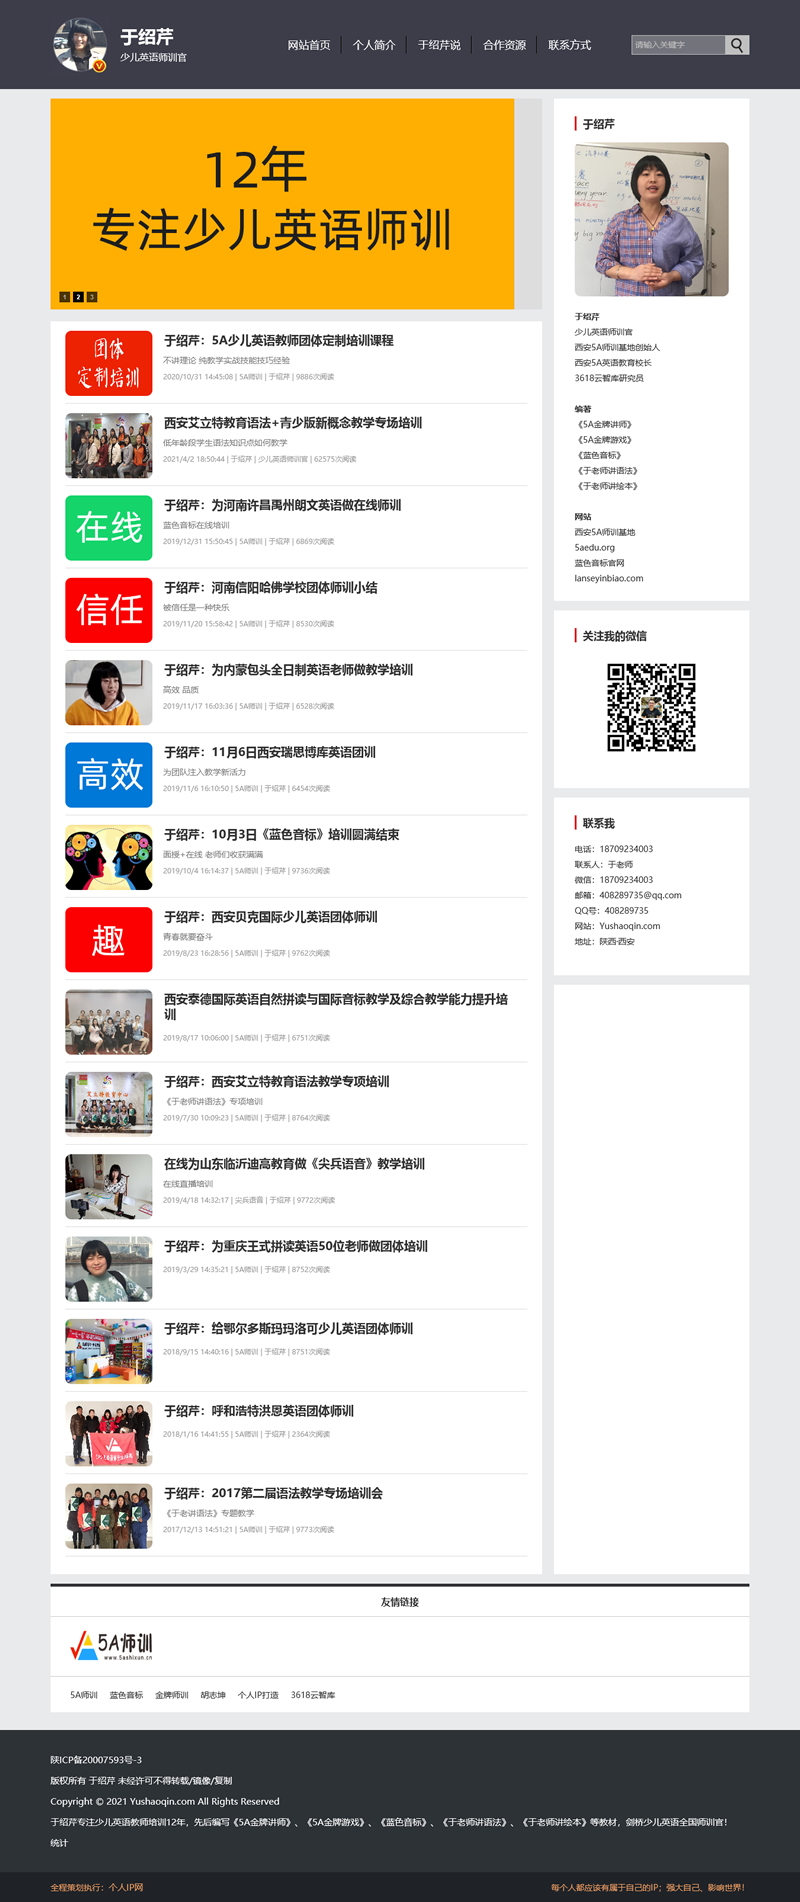 于绍芹
少儿英语师训官
网站首页
个人简介
于绍芹说
合作资源
联系方式
请输入关键字
12年
专注少儿英语师训
1 2 3
团体
定制培训
于绍芹：5A少儿英语教师团体定制培训课程
不讲理论 纯教学实战技能技巧经验
2020/10/31 14:45:08 | 5A师训 | 于绍芹 | 9886次阅读
西安艾立特教育语法+青少版新概念教学专场培训
低年龄段学生语法知识点如何教学
2021/4/2 18:50:44 | 于绍芹 | 少儿英语师训官 | 62575次阅读
在线
于绍芹：为河南许昌禹州朗文英语做在线师训
蓝色音标在线培训
2019/12/31 15:50:45 | 5A师训 | 于绍芹 | 6869次阅读
信任
于绍芹：河南信阳哈佛学校团体师训小结
被信任是一种快乐
2019/11/20 15:58:42 | 5A师训 | 于绍芹 | 8530次阅读
于绍芹：为内蒙包头全日制英语老师做教学培训
高效 品质
2019/11/17 16:03:36 | 5A师训 | 于绍芹 | 6528次阅读
高效
于绍芹：11月6日西安瑞思博库英语团训
为团队注入教学新活力
2019/11/6 16:10:50 | 5A师训 | 于绍芹 | 6454次阅读
于绍芹：10月3日《蓝色音标》培训圆满结束
面授+在线 老师们收获满满
2019/10/4 16:14:37 | 5A师训 | 于绍芹 | 9736次阅读
趣
于绍芹：西安贝克国际少儿英语团体师训
青春就要奋斗
2019/8/23 16:28:56 | 5A师训 | 于绍芹 | 9762次阅读
西安泰德国际英语自然拼读与国际音标教学及综合教学能力提升培
训
2019/8/17 10:06:00 | 5A师训 | 于绍芹 | 6751次阅读
于绍芹：西安艾立特教育语法教学专项培训
《于老师讲语法》专项培训
2019/7/30 10:09:23 | 5A师训 | 于绍芹 | 8764次阅读
在线为山东临沂迪高教育做《尖兵语音》教学培训
在线直播培训
2019/4/18 14:32:17 | 尖兵语音 | 于绍芹 | 9772次阅读
于绍芹：为重庆王式拼读英语50位老师做团体培训
2019/3/29 14:35:21 | 5A师训 | 于绍芹 | 8752次阅读
于绍芹：给鄂尔多斯玛玛洛可少儿英语团体师训
2018/9/15 14:40:16 | 5A师训 | 于绍芹 | 8751次阅读
于绍芹：呼和浩特洪恩英语团体师训
2018/1/16 14:41:55 | 5A师训 | 于绍芹 | 2364次阅读
于绍芹：2017第二届语法教学专场培训会
《于老讲语法》专题教学
2017/12/13 14:51:21 | 5A师训 | 于绍芹 | 9773次阅读
于绍芹
于绍芹
少儿英语师训官
西安5A师训基地创始人
西安5A英语教育校长
3618云智库研究员
编著
《5A金牌讲师》
《5A金牌游戏》
《蓝色音标》
《于老师讲语法》
《于老师讲绘本》
网站
西安5A师训基地
5aedu.org
蓝色音标官网
lanseyinbiao.com
关注我的微信
联系我
电话：18709234003
联系人：于老师
微信：18709234003
邮箱：408289735@qq.com
QQ号：408289735
网站：Yushaoqin.com
地址：陕西·西安
友情链接
5A师训
www.5ashixun.cn
5A师训
蓝色音标
金牌师训
胡志坤
个人IP打造
3618云智库
陕ICP备20007593号-3
版权所有 于绍芹 未经许可不得转载/镜像/复制
Copyright © 2021 Yushaoqin.com All Rights Reserved
于绍芹专注少儿英语教师培训12年，先后编写《5A金牌讲师》、《5A金牌游戏》、《蓝色音标》、《于老师讲语法》、《于老师讲绘本》等教材，剑桥少儿英语全国师训官！
统计
全程策划执行：个人IP网
每个人都应该有属于自己的IP；强大自己、影响世界！